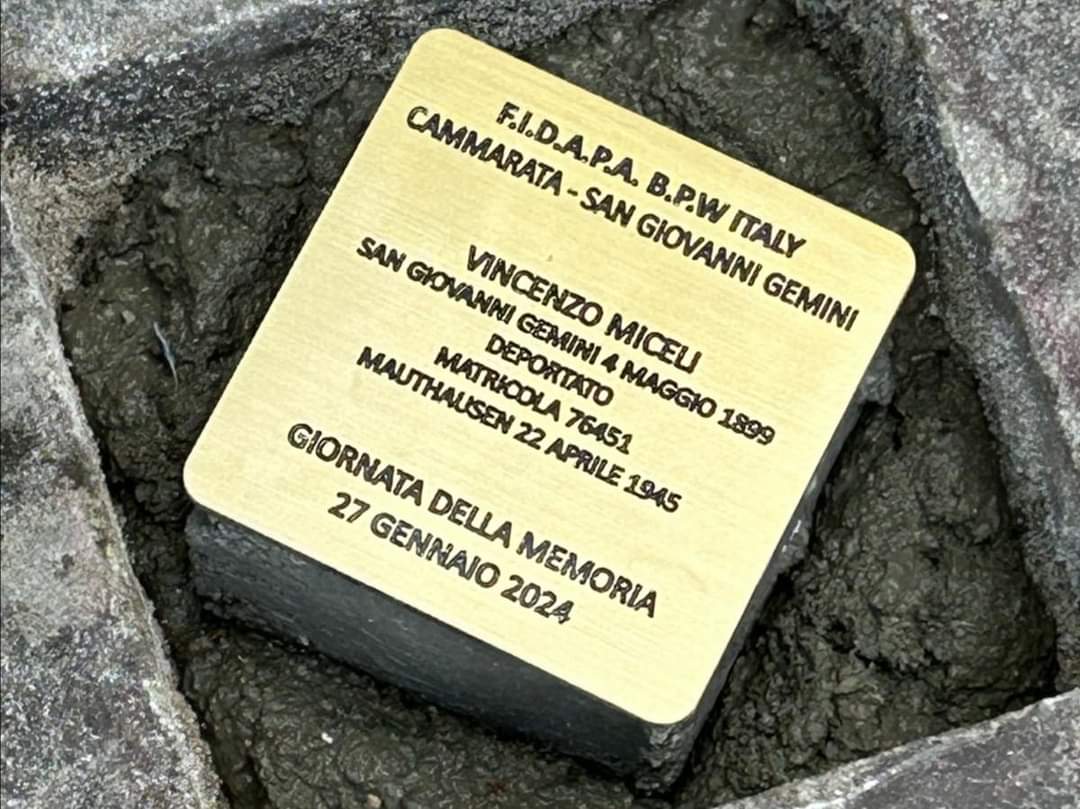 F.I.D.A.P.A. B.P.W ITALY
CAMMARATA - SAN GIOVANNI GEMINI
VINCENZO MICELI
SAN GIOVANNI GEMINI 4 MAGGIO 1899
DEPORTATO
MATRICOLA 76451
MAUTHAUSEN 22 APRILE 1945
GIORNATA DELLA MEMORIA
27 GENNAIO 2024